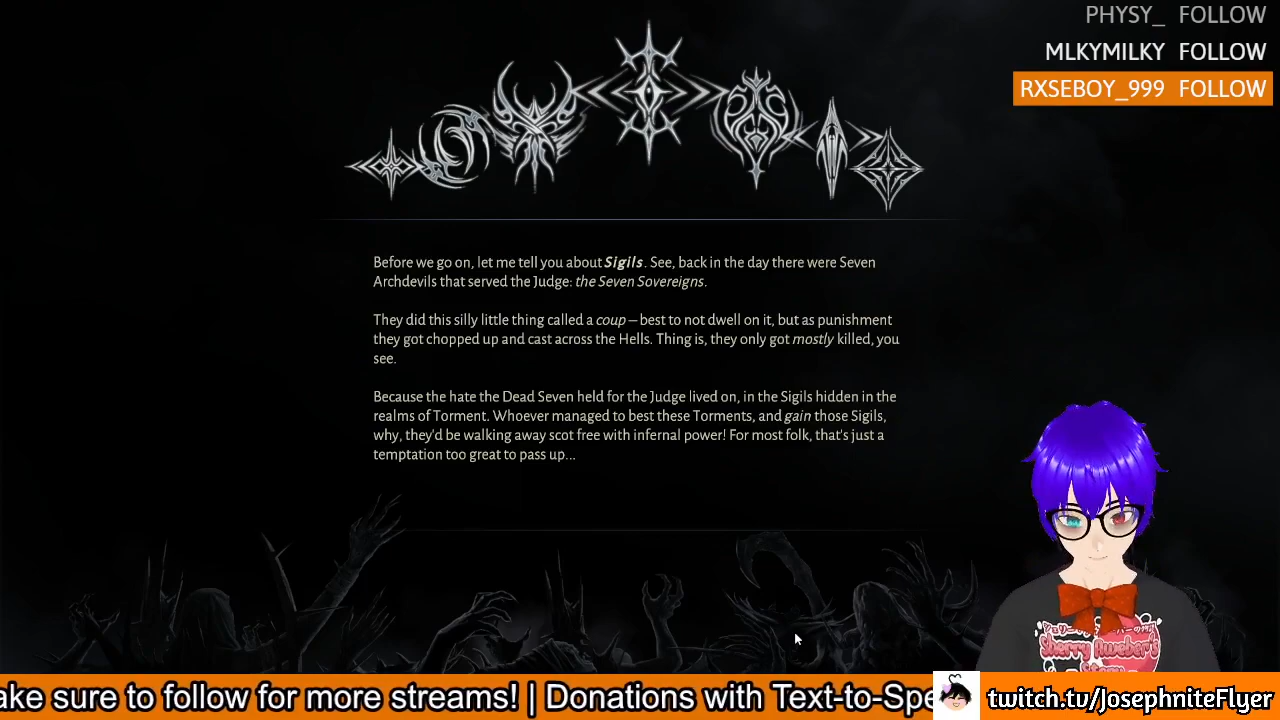 PHYSY_ FOLLOW
MLKYMILKY FOLLOW
RXSEBOY_999 FOLLOW
Before we go on, let me tell you about Sigils. See, back in the day there were Seven
Archdevils that served the Judge: the Seven Sovereigns.
They did this silly little thing called a coup – best to not dwell on it, but as punishment
they got chopped up and cast across the Hells. Thing is, they only got mostly killed, you
see.
Because the hate the Dead Seven held for the Judge lived on, in the Sigils hidden in the
realms of Torment. Whoever managed to best these Torments, and gain those Sigils,
why, they'd be walking away scot free with infernal power! For most folk, that's just a
temptation too great to pass up...
Sherry Aweber's
Story
ake sure to follow for more streams! | Donations with Text-to-Spe
twitch.tv/JosephniteFlyer